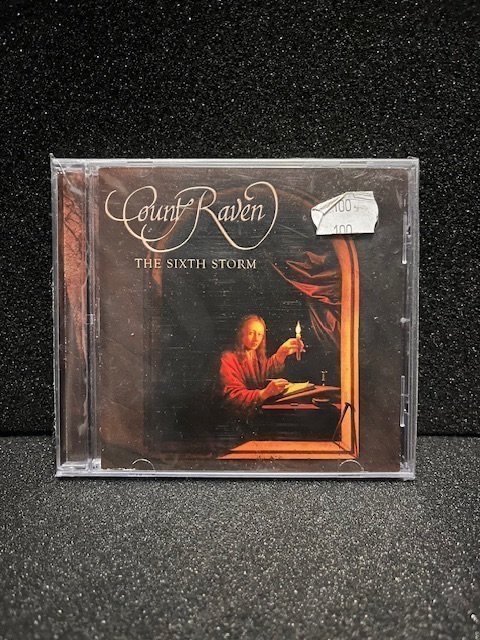 Count Raven
THE SIXTH STORM
100
100